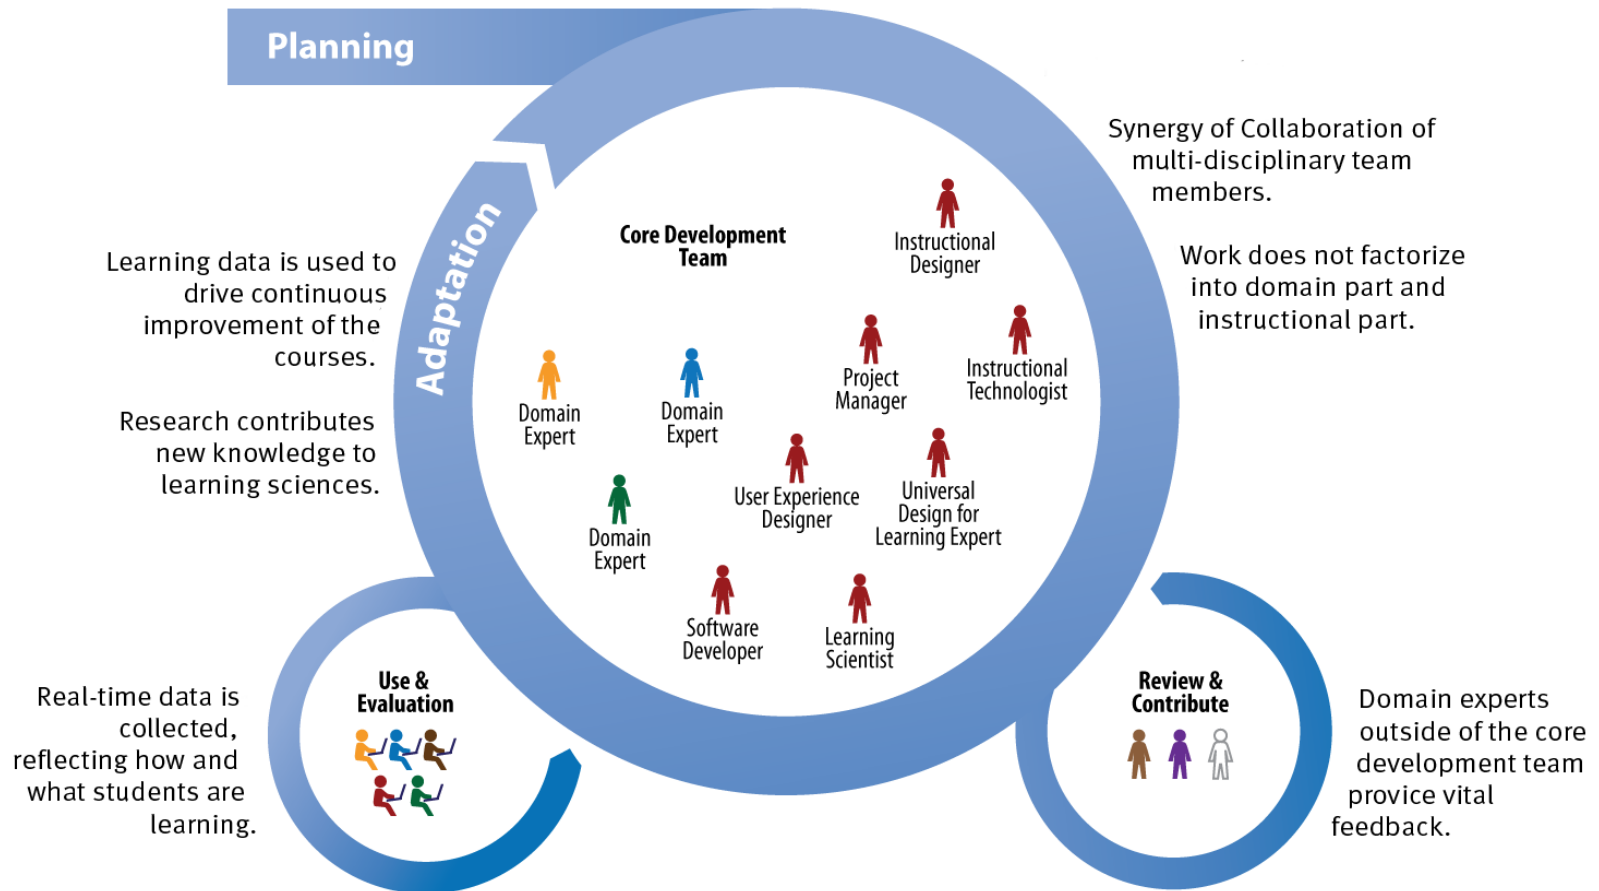 Planning
Synergy of Collaboration of
multi-disciplinary team
members.
Work does not factorize
into domain part and
instructional part.
Adaptation
Learning data is used to
drive continuous
improvement of the
courses.
Research contributes
new knowledge to
learning sciences.
Core Development
Team
Instructional
Designer
Project
Manager
Instructional
Technologist
Domain
Expert
Domain
Expert
User Experience
Designer
Universal
Design for
Learning Expert
Domain
Expert
Software
Developer
Learning
Scientist
Real-time data is
collected,
reflecting how and
what students are
learning.
Use &
Evaluation
Review &
Contribute
Domain experts
outside of the core
development team
provice vital
feedback.